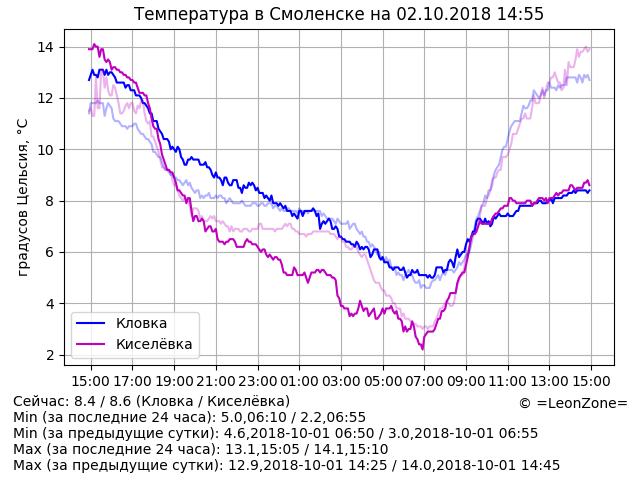 Температура в Смоленске на 02.10.2018 14:55
градусов Цельсия, °C
14
12
10
8
6
4
2
Кловка
Киселёвка
15:00 17:00 19:00 21:00 23:00 01:00 03:00 05:00 07:00 09:00 11:00 13:00 15:00
Сейчас: 8.4 / 8.6 (Кловка / Киселёвка)
© =LeonZone=
Min (за последние 24 часа): 5.0,06:10 / 2.2,06:55
Min (за предыдущие сутки): 4.6,2018-10-01 06:50 / 3.0,2018-10-01 06:55
Max (за последние 24 часа): 13.1,15:05 / 14.1,15:10
Max (за предыдущие сутки): 12.9,2018-10-01 14:25 / 14.0,2018-10-01 14:45